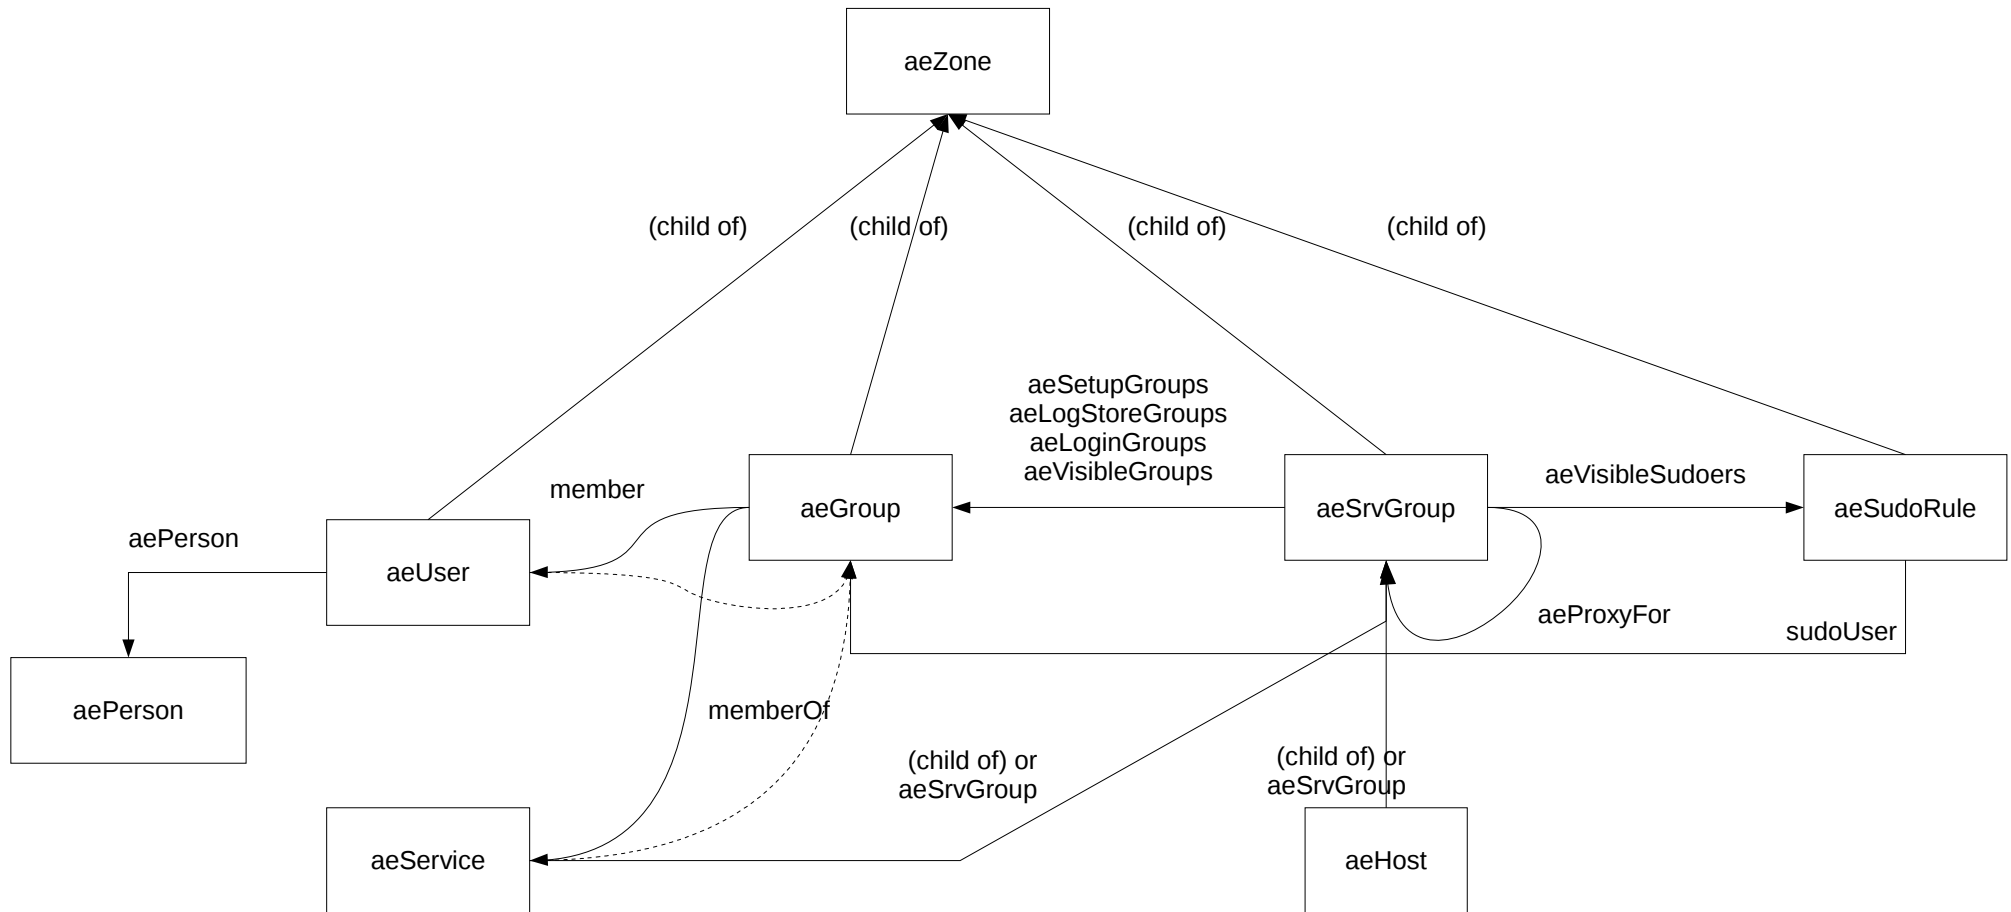 aeZone
(child of)
(child of)
(child of)
(child of)
aeSetupGroups
aeLogStoreGroups
aeLoginGroups
aeVisibleGroups
member
aeGroup
aeSrvGroup
aeVisibleSudoers
aeSudoRule
aePerson
aeUser
aeProxyFor
sudoUser
aePerson
memberOf
(child of) or
aeSrvGroup
(child of) or
aeSrvGroup
aeService
aeHost